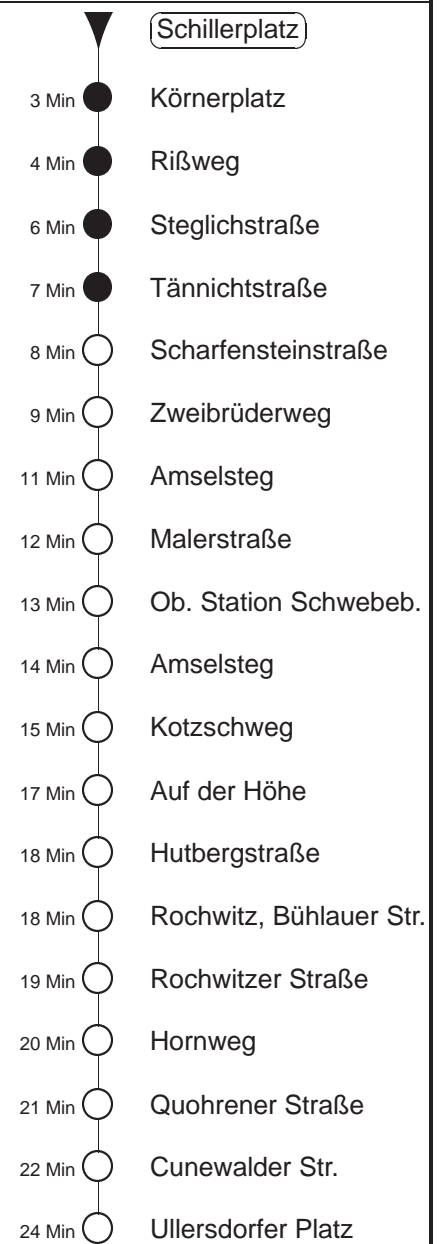 Schillerplatz
3 Min Körnerplatz
4 Min Rißweg
6 Min Steglichstraße
7 Min Tännichtstraße
8 Min Scharfensteinstraße
9 Min Zweibrüderweg
11 Min Amselsteg
12 Min Malerstraße
13 Min Ob. Station Schwebeb.
14 Min Amselsteg
15 Min Kotzschweg
17 Min Auf der Höhe
18 Min Hutbergstraße
18 Min Rochwitz, Bühlauer Str.
19 Min Rochwitzer Straße
20 Min Hornweg
21 Min Quohrener Straße
22 Min Cunewalder Str.
24 Min Ullersdorfer Platz